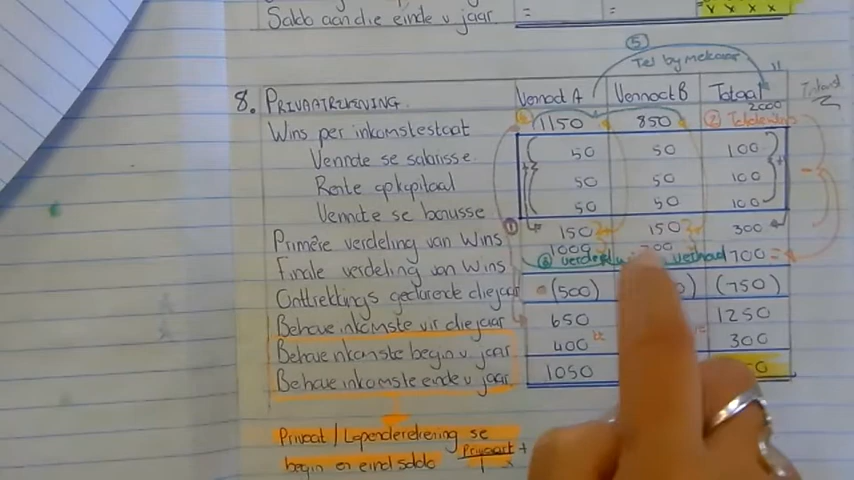 Saldo aan die einde v jaar = = x x x x
5
Tel by mekaar
8. PRIVAATREKENING. Vennoot A Vennoot B Totaal
2000
Wins per inkomstestaat 1150 850 2
Vennote se salarisse 50 50 100
Rente op kapitaal 50 50 100
Vennote se bonusse 50 50 100
1 150 150 300
Primêre verdeling van wins
1000 700
Finale verdeling van wins 700 =
Onttrekkings gedurende die jaar (500) ) (750)
Behoue inkomste vir die jaar 650 1250
Behoue inkomste begin v jaar 400 300
Behoue inkomste einde v jaar 1050
Privaat / Lopenderekening se
begin en eind saldo Privaat +